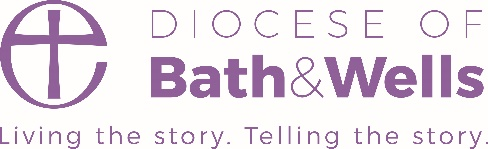 DIOCESE OF
Bath&Wells
Living the story. Telling the story.